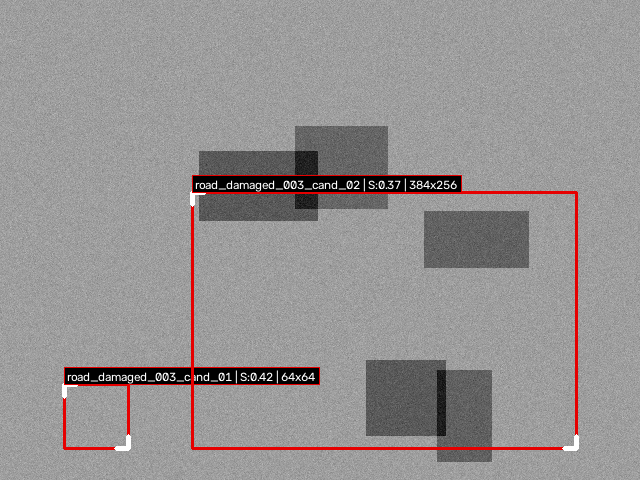 road_damaged_003_cand_02 | S:0.37 | 384x256
road_damaged_003_cand_01 | S:0.42 | 64x64